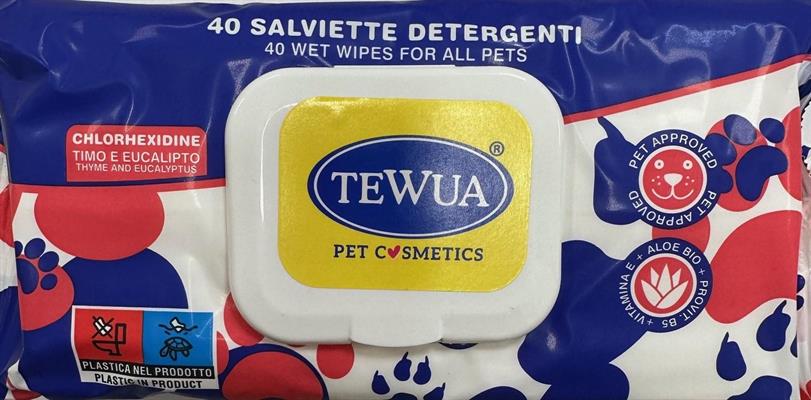 40 SALVIETTE DETERGENTI
40 WET WIPES FOR ALL PETS
CHLORHEXIDINE
TIMO E EUCALIPTO
THYME AND EUCALYPTUS
TEWUA®
PET COSMETICS
PET APPROVED
PET APPROVED
+ ALOE BIO + PROVIT. B5 + VITAMINA E
PLASTICA NEL PRODOTTO
PLASTIC IN PRODUCT